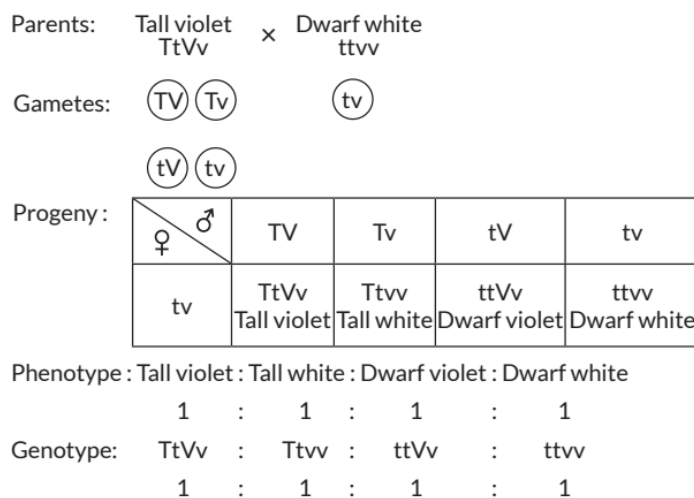 Parents: Tall violet × Dwarf white
TtVv ttvv
Gametes: TV Tv tv
tV tv
Progeny : ♀ ♂ TV Tv tV tv
tv TtVv Ttvv ttVv ttvv
Tall violet Tall white Dwarf violet Dwarf white
Phenotype : Tall violet : Tall white : Dwarf violet : Dwarf white
1 : 1 : 1 : 1
Genotype: TtVv : Ttvv : ttVv : ttvv
1 : 1 : 1 : 1